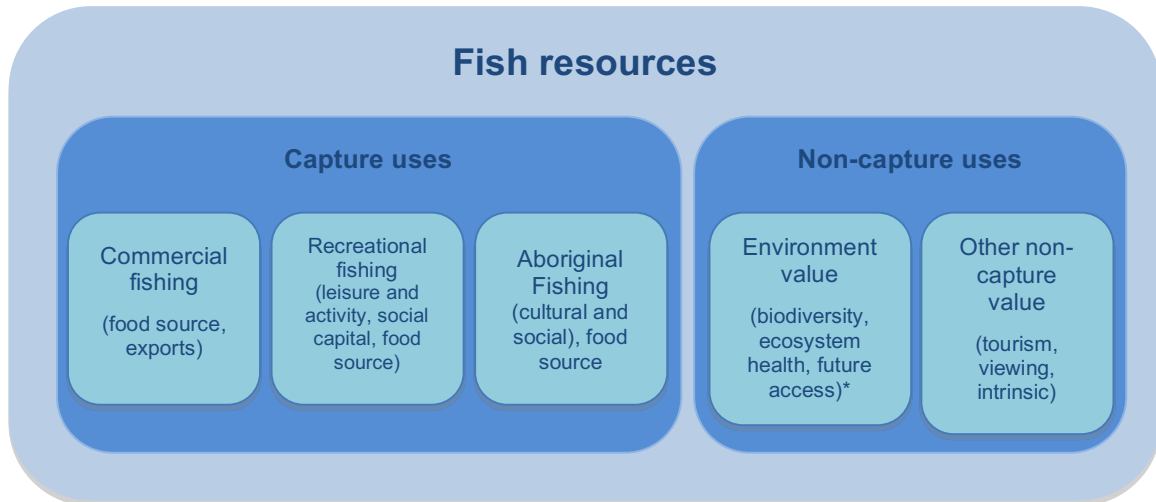 Fish resources
Capture uses
Commercial
fishing
(food source,
exports)
Recreational
fishing
(leisure and
activity, social
capital, food
source)
Aboriginal
Fishing
(cultural and
social), food
source
Non-capture uses
Environment
value
(biodiversity,
ecosystem
health, future
access)*
Other non-
capture
value
(tourism,
viewing,
intrinsic)